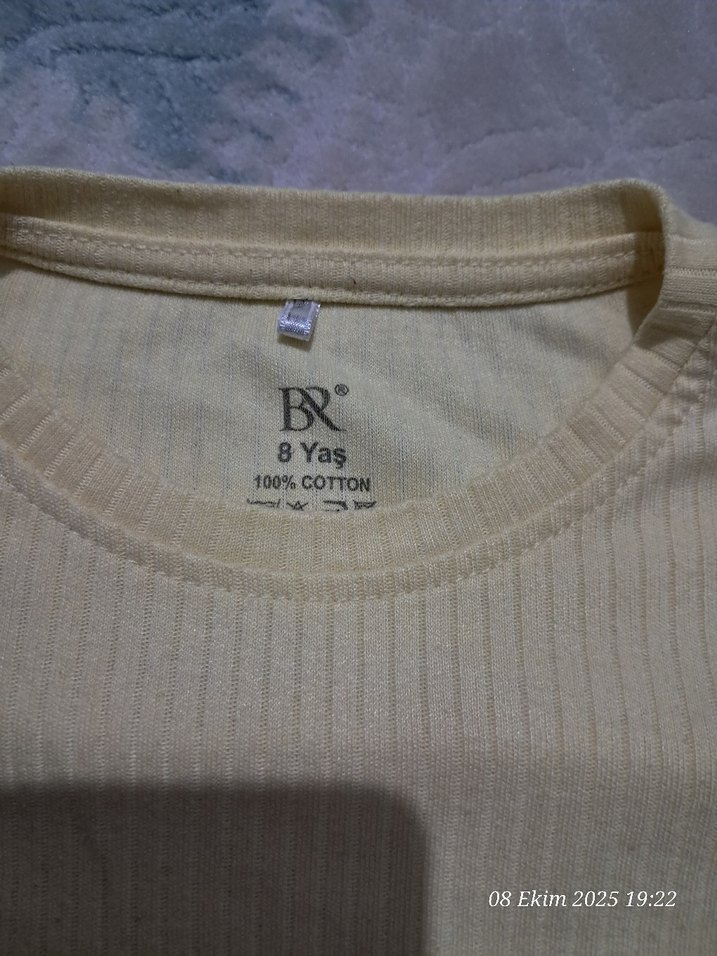 BR®
8 Yaş
100% COTTON
08 Ekim 2025 19:22